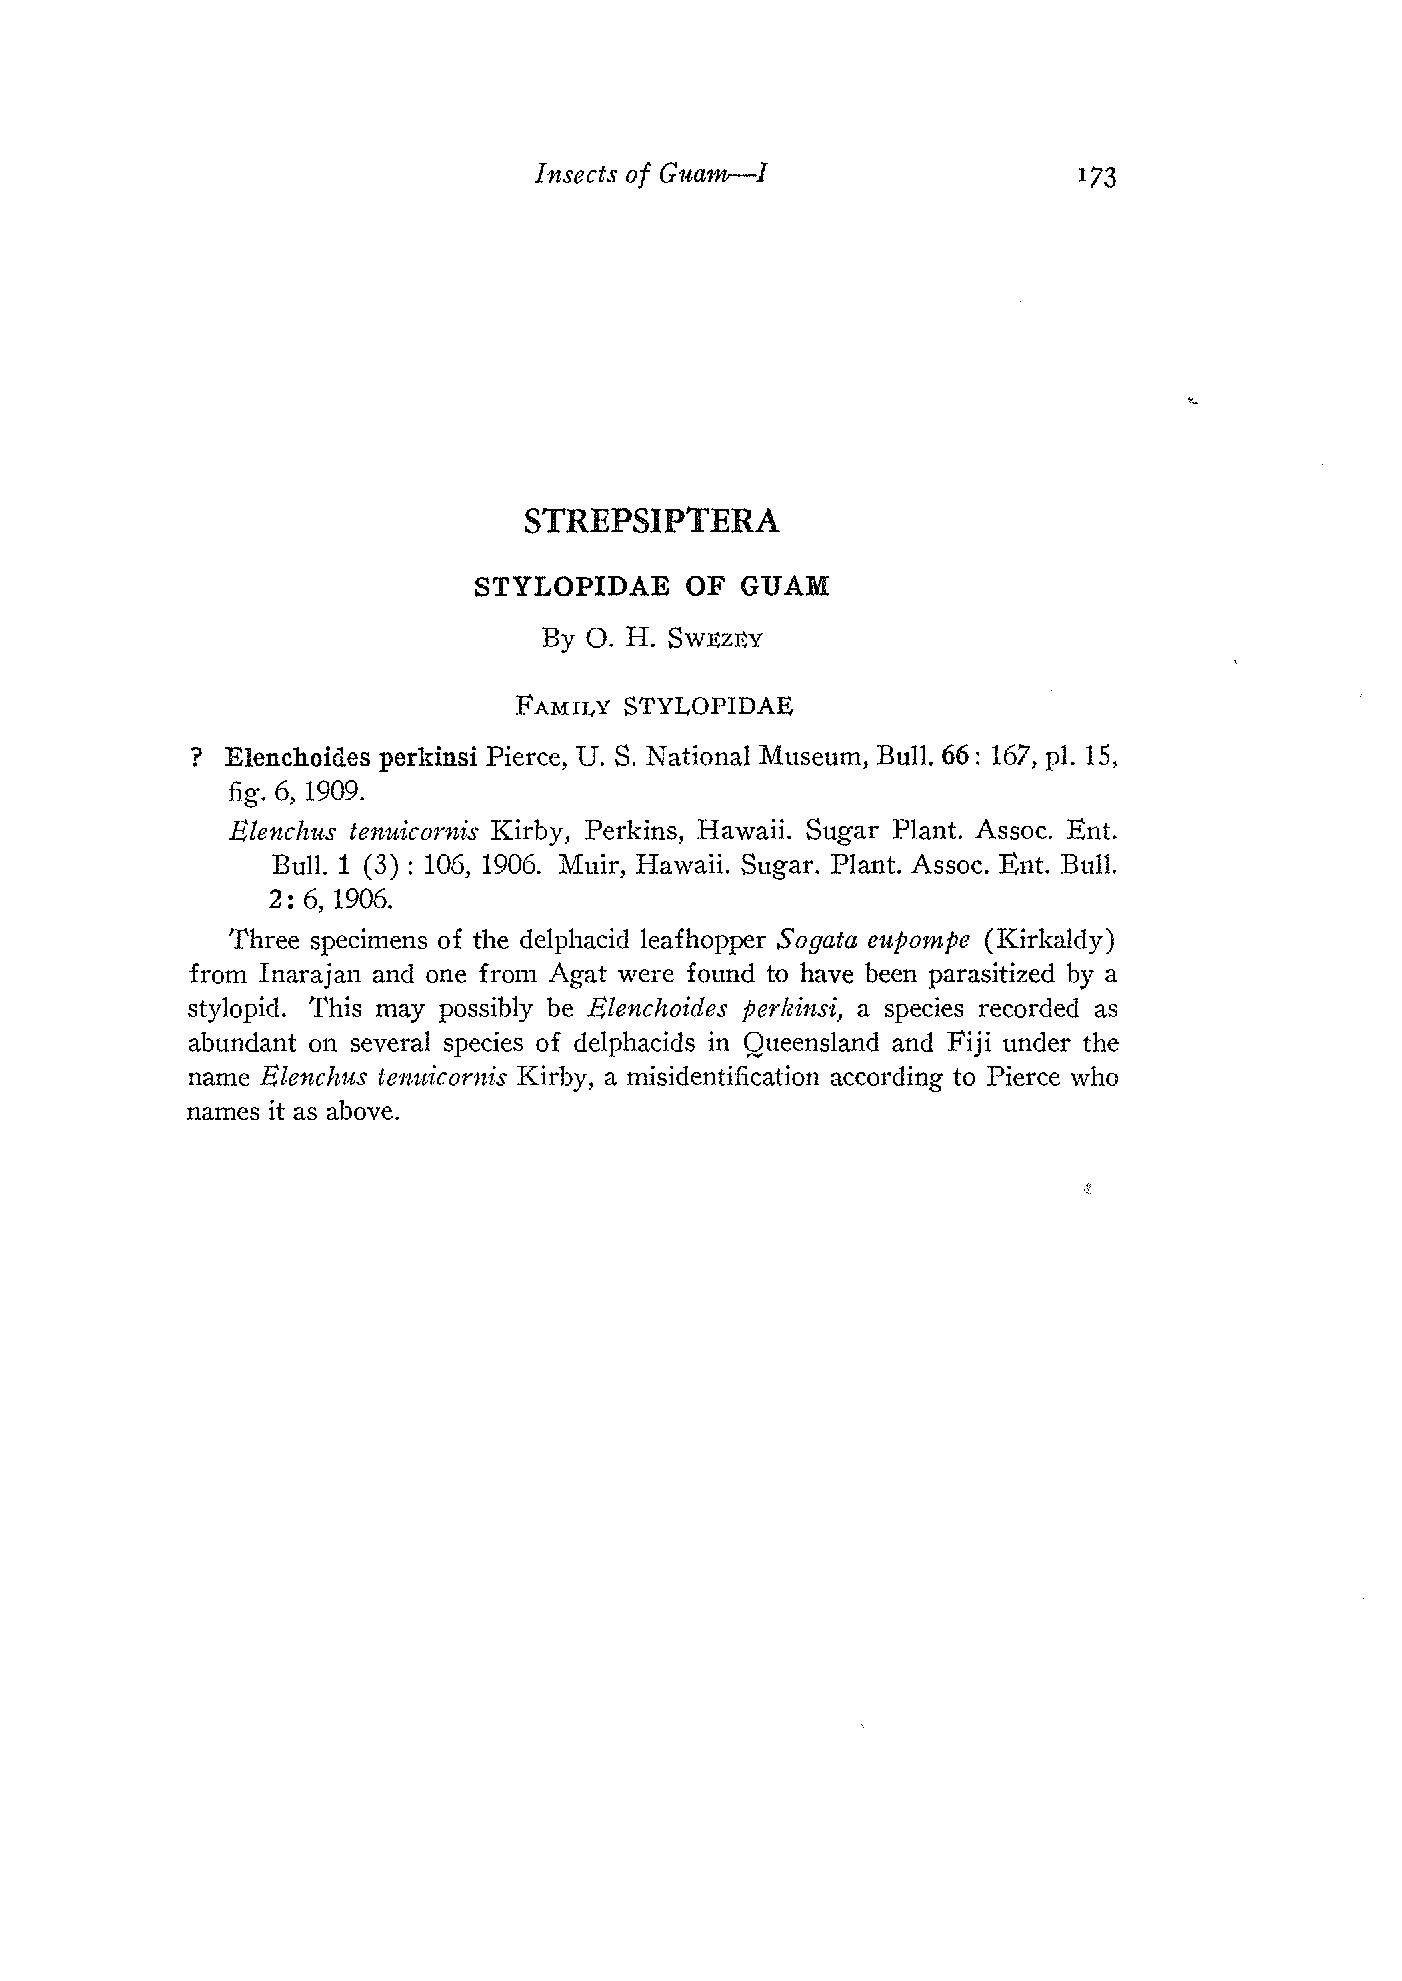 Insects of Guam—I 173
STREPSIPTERA
STYLOPIDAE OF GUAM
By O. H. SWEZEY
FAMILY STYLOPIDAE
? Elenchoides perkinsi Pierce, U. S. National Museum, Bull. 66: 167, pl. 15,
fig. 6, 1909.
Elenchus tenuicornis Kirby, Perkins, Hawaii. Sugar Plant. Assoc. Ent.
Bull. 1 (3): 106, 1906. Muir, Hawaii. Sugar. Plant. Assoc. Ent. Bull.
2: 6, 1906.
Three specimens of the delphacid leafhopper Sogata eupompe (Kirkaldy)
from Inarajan and one from Agat were found to have been parasitized by a
stylopid. This may possibly be Elenchoides perkinsi, a species recorded as
abundant on several species of delphacids in Queensland and Fiji under the
name Elenchus tenuicornis Kirby, a misidentification according to Pierce who
names it as above.